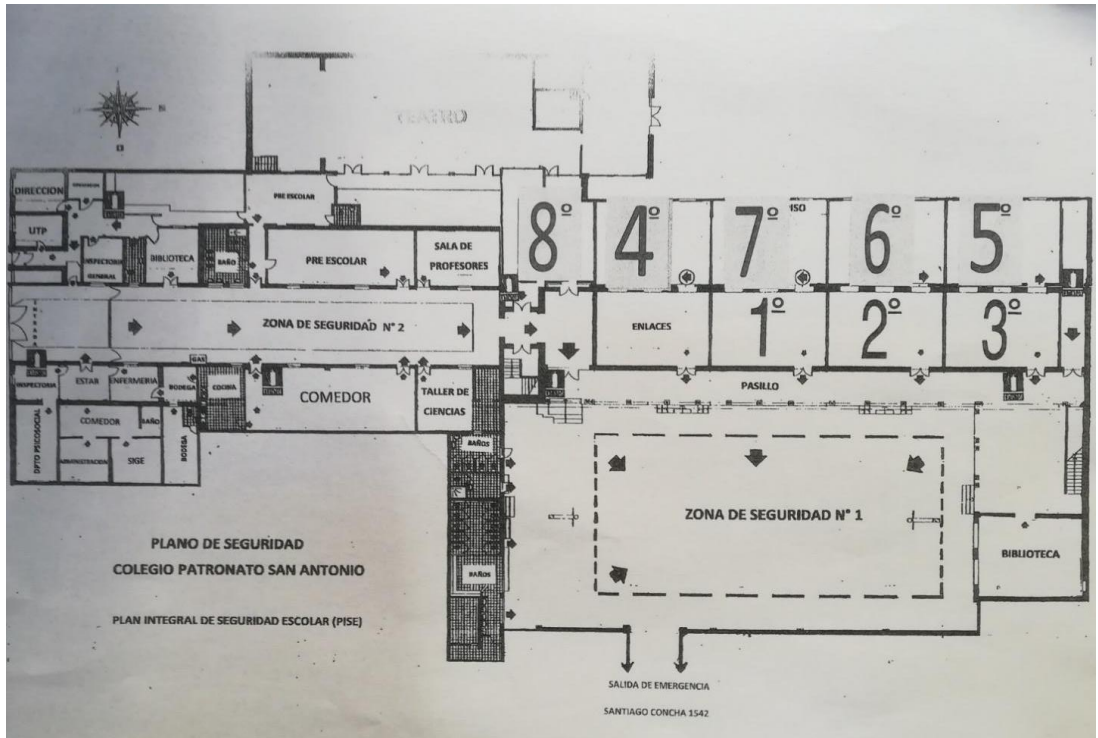 TEATRO
DIRECCION
PRE ESCOLAR
UTP
INSPECTORIA
GENERAL
BIBLIOTECA
BAÑO
PRE ESCOLAR
SALA DE
PROFESORES
8º
4º
7º
6º
5º
ENTRADA
ZONA DE SEGURIDAD N° 2
ENLACES
1º
2º
3º
GAS
INSPECTORIA
ESTAR
ENFERMERIA
BODEGA
COCINA
COMEDOR
TALLER DE
CIENCIAS
PASILLO
DPTO PSICOSOCIAL
COMEDOR
BAÑO
ADMINISTRACION
SIGE
BODEGA
BAÑOS
ZONA DE SEGURIDAD N° 1
BIBLIOTECA
BAÑOS
PLANO DE SEGURIDAD
COLEGIO PATRONATO SAN ANTONIO
PLAN INTEGRAL DE SEGURIDAD ESCOLAR (PISE)
SALIDA DE EMERGENCIA
SANTIAGO CONCHA 1542